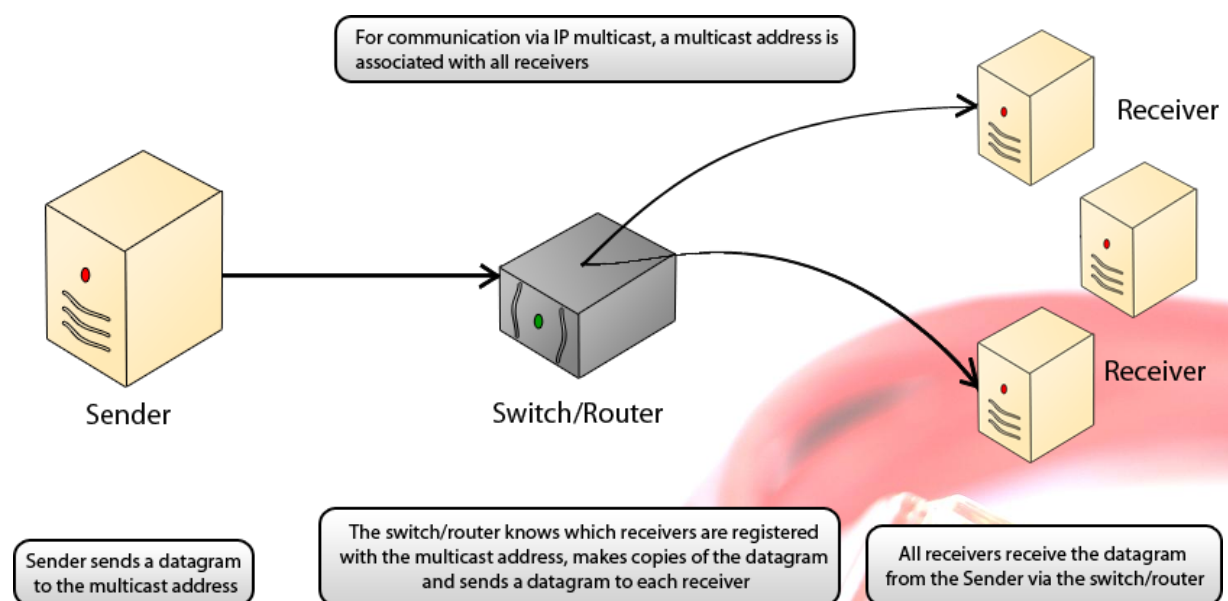 For communication via IP multicast, a multicast address is
associated with all receivers
Receiver
Receiver
Sender
Switch/Router
Sender sends a datagram
to the multicast address
The switch/router knows which receivers are registered
with the multicast address, makes copies of the datagram
and sends a datagram to each receiver
All receivers receive the datagram
from the Sender via the switch/router